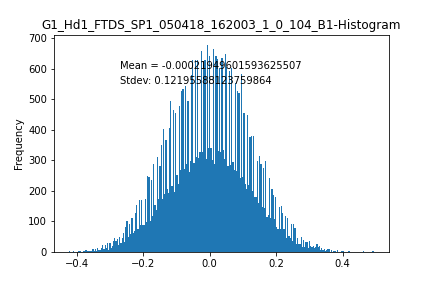 G1_Hd1_FTDS_SP1_050418_162003_1_0_104_B1-Histogram
700
600
500
400
300
200
100
0
Frequency
Mean = -0.00021949601593625507
Stdev: 0.12195588123759864
−0.4 −0.2 0.0 0.2 0.4